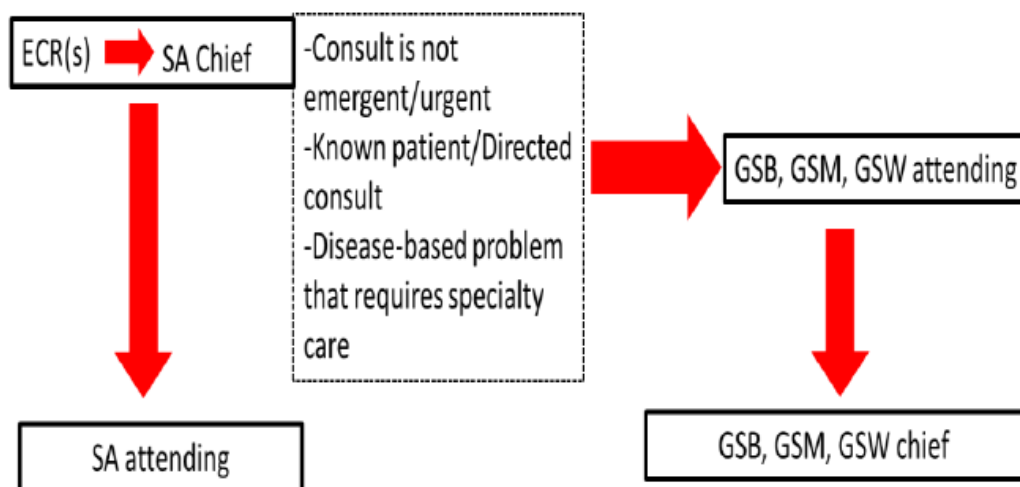 ECR(s) SA Chief
-Consult is not
emergent/urgent
-Known patient/Directed
consult
-Disease-based problem
that requires specialty
care
GSB, GSM, GSW attending
SA attending
GSB, GSM, GSW chief